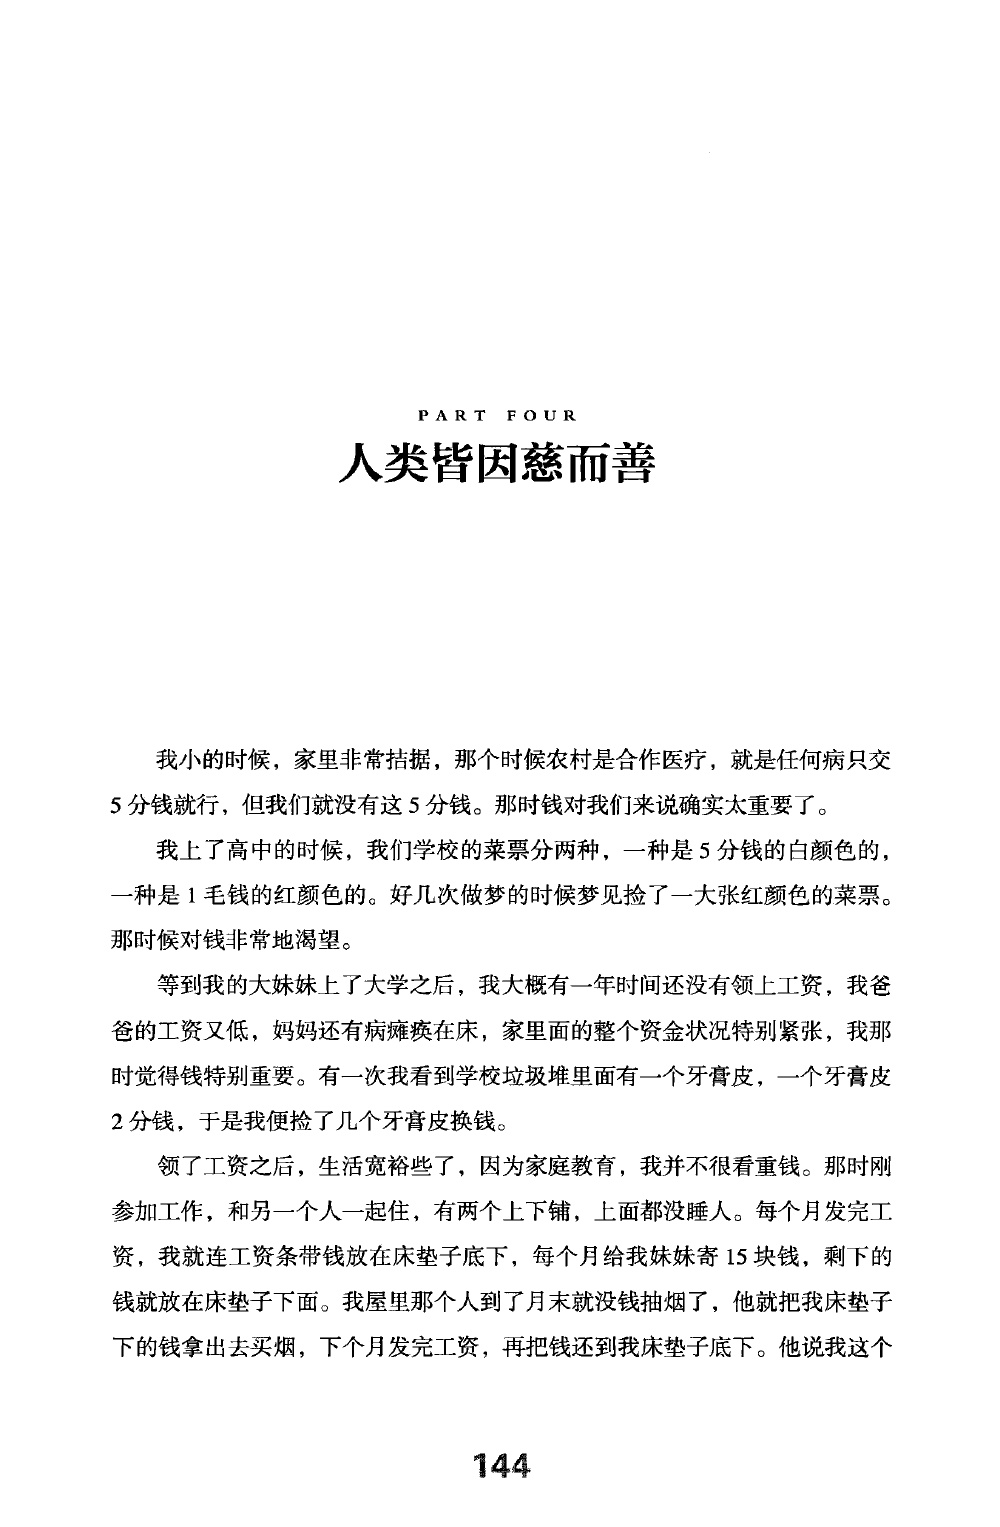 PART FOUR
人类皆因慈而善
我小的时候，家里非常拮据，那个时候农村是合作医疗，就是任何病只交
5 分钱就行，但我们就没有这 5 分钱。那时钱对我们来说确实太重要了。
我上了高中的时候，我们学校的菜票分两种，一种是 5 分钱的白颜色的，
一种是 1 毛钱的红颜色的。好几次做梦的时候梦见捡了一大张红颜色的菜票。
那时候对钱非常地渴望。
等到我的大妹妹上了大学之后，我大概有一年时间还没有领上工资，我爸
爸的工资又低，妈妈还有病瘫痪在床，家里面的整个资金状况特别紧张，我那
时觉得钱特别重要。有一次我看到学校垃圾堆里面有一个牙膏皮，一个牙膏皮
2 分钱，于是我便捡了几个牙膏皮换钱。
领了工资之后，生活宽裕些了，因为家庭教育，我并不很看重钱。那时刚
参加工作，和另一个人一起住，有两个上下铺，上面都没睡人。每个月发完工
资，我就连工资条带钱放在床垫子底下，每个月给我妹妹寄 15 块钱，剩下的
钱就放在床垫子下面。我屋里那个人到了月末就没钱抽烟了，他就把我床垫子
下的钱拿出去买烟，下个月发完工资，再把钱还到我床垫子底下。他说我这个
144